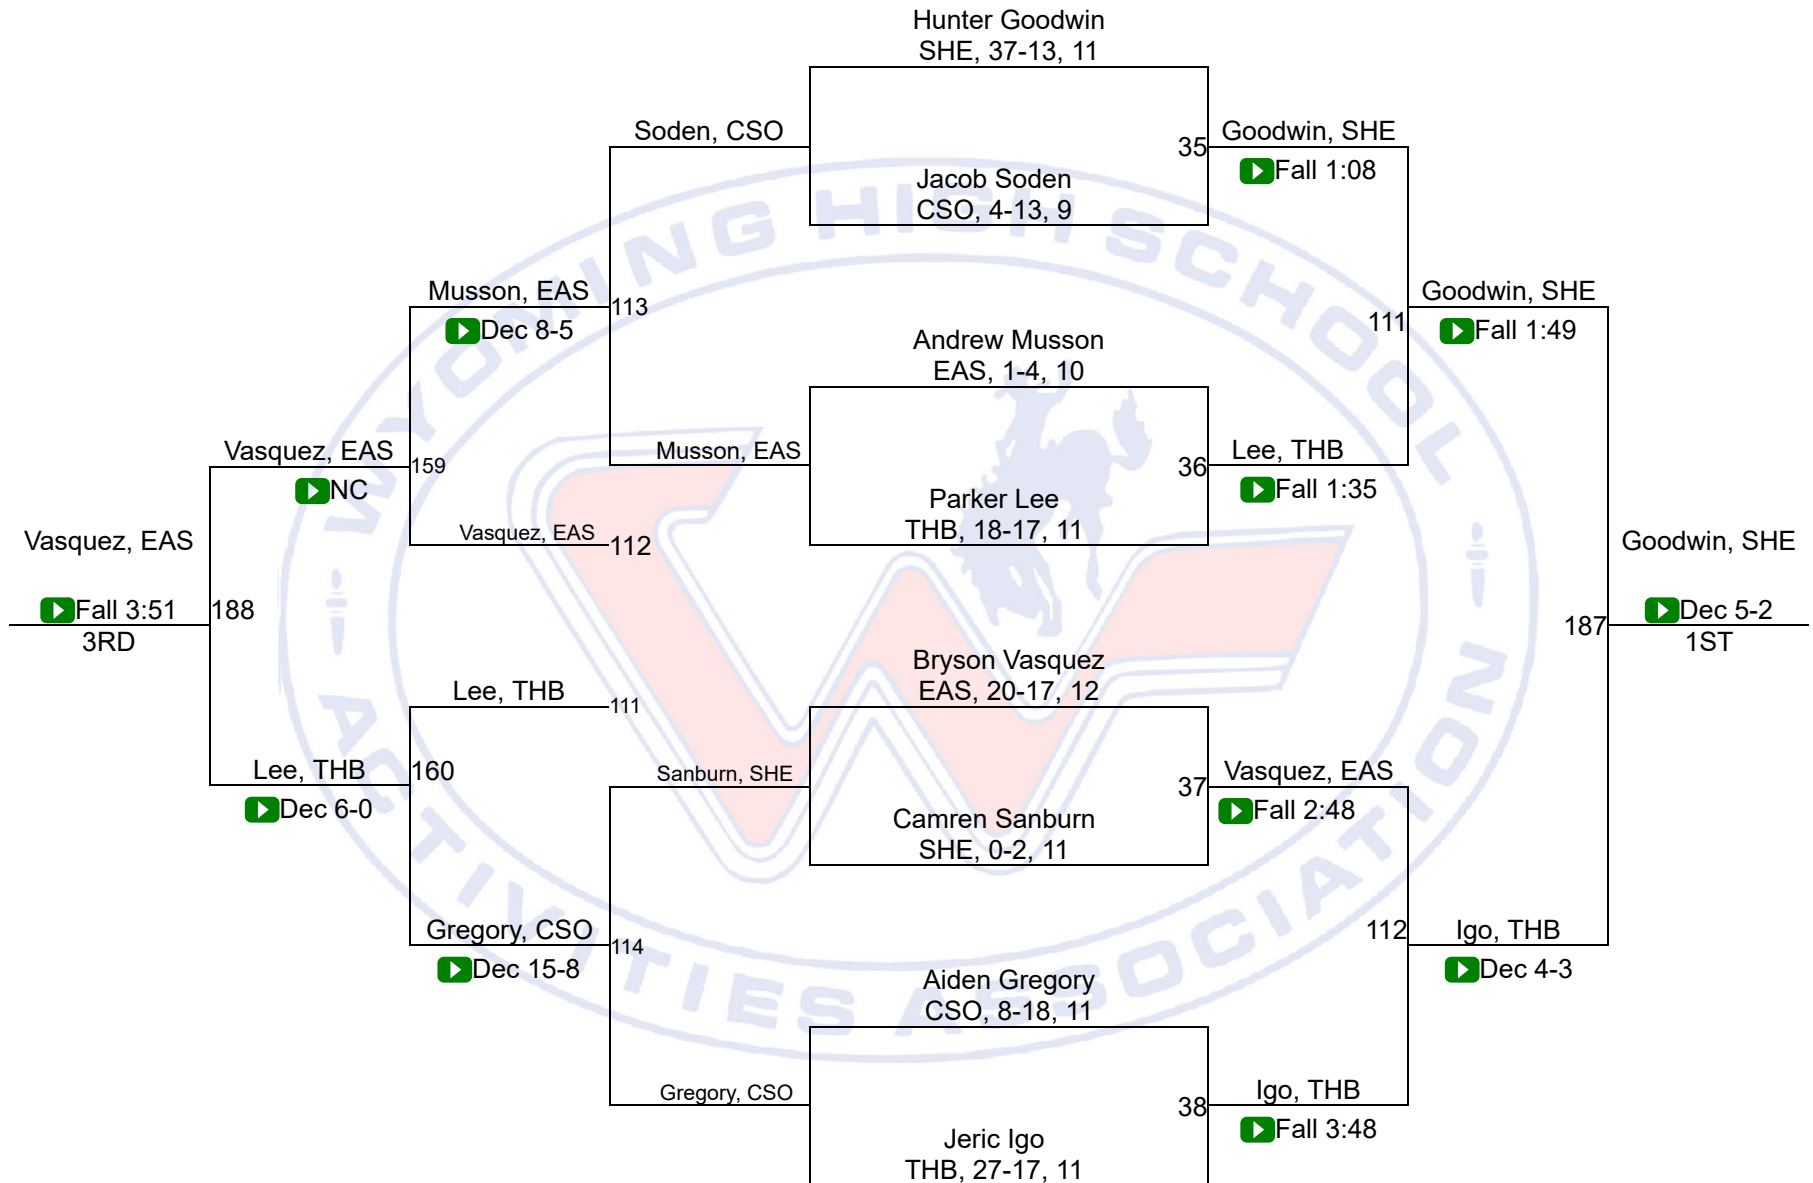 Hunter Goodwin
SHE, 37-13, 11
Soden, CSO
35
Goodwin, SHE
Fall 1:08
Jacob Soden
CSO, 4-13, 9
Musson, EAS
113
Dec 8-5
Goodwin, SHE
111
Fall 1:49
Andrew Musson
EAS, 1-4, 10
Vasquez, EAS
159
NC
Musson, EAS
36
Lee, THB
Fall 1:35
Parker Lee
THB, 18-17, 11
Vasquez, EAS
112
Vasquez, EAS
Fall 3:51
188
3RD
Goodwin, SHE
187
Dec 5-2
1ST
Bryson Vasquez
EAS, 20-17, 12
Lee, THB
111
Lee, THB
160
Dec 6-0
Sanburn, SHE
37
Vasquez, EAS
Fall 2:48
Camren Sanburn
SHE, 0-2, 11
Gregory, CSO
114
Dec 15-8
112
Igo, THB
Dec 4-3
Aiden Gregory
CSO, 8-18, 11
Gregory, CSO
38
Igo, THB
Fall 3:48
Jeric Igo
THB, 27-17, 11
WYOMING HIGH SCHOOL
ACTIVITIES ASSOCIATION